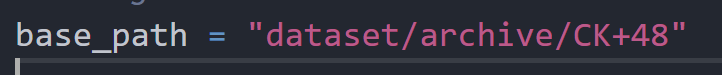 base_path = "dataset/archive/CK+48"